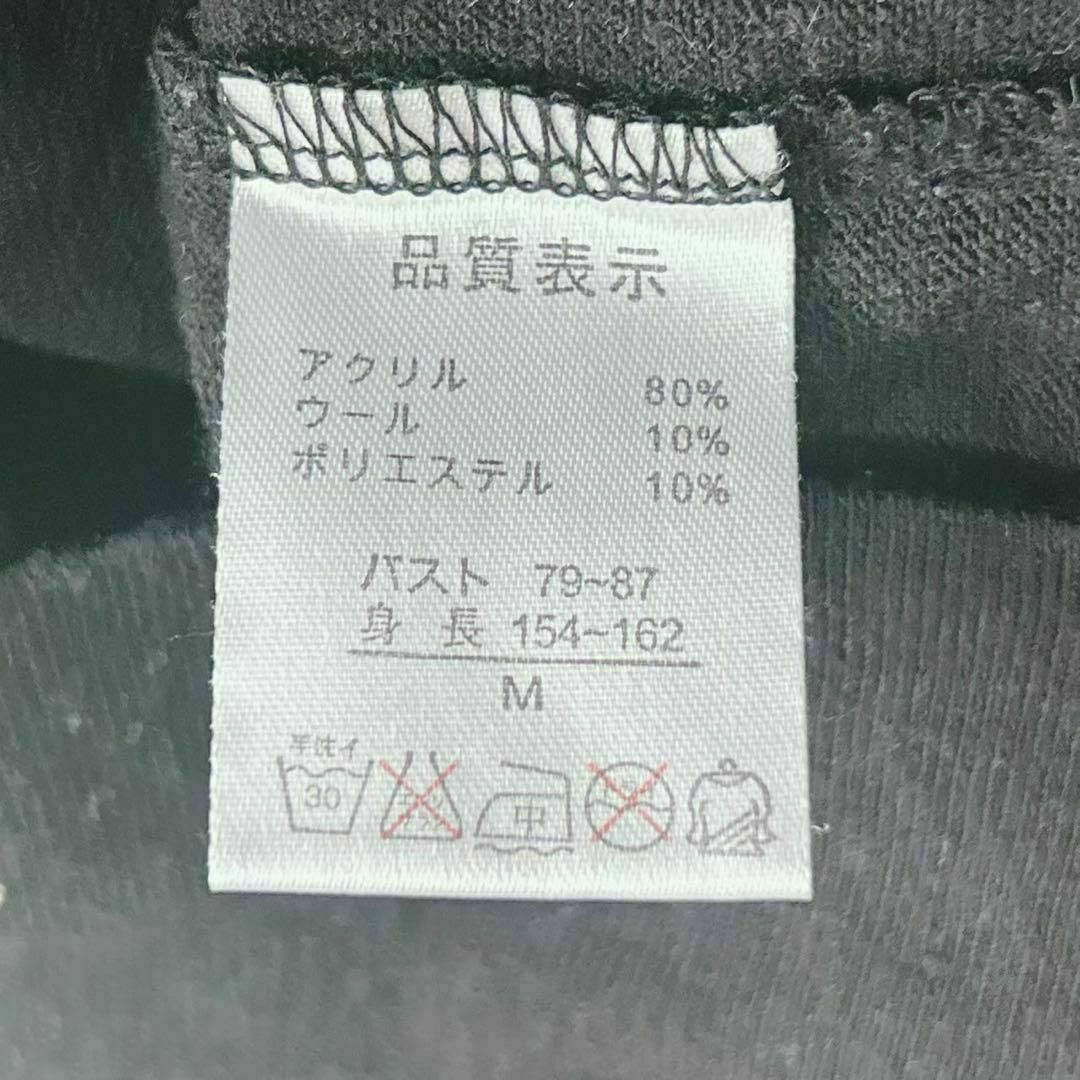 品質表示
アクリル 80%
ウール 10%
ポリエステル 10%
バスト 79~87
身 長 154~162
M
手洗イ
30
中